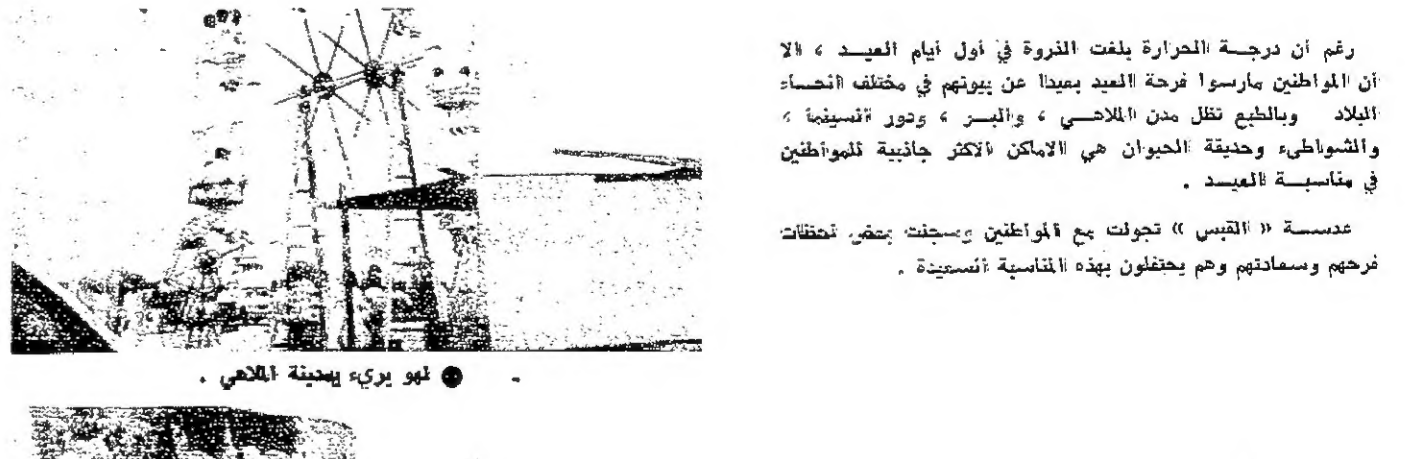 رغم أن درجة الحرارة بلغت الذروة في أول أيام العيد ، الا
أن المواطنين مارسوا فرحة العيد بعيدا عن بيوتهم في مختلف انحاء
البلاد وبالطبع تظل مدن الملاهي ، والبر ، ودور السينما ،
والشواطىء وحديقة الحيوان هي الاماكن الاكثر جاذبية للمواطنين
في مناسبة العيد .
عدسة « القبس » تجولت مع المواطنين وسجلت بعض لحظات
فرحهم وسعادتهم وهم يحتفلون بهذه المناسبة السعيدة .
● لهو بريء بمدينة الملاهي .